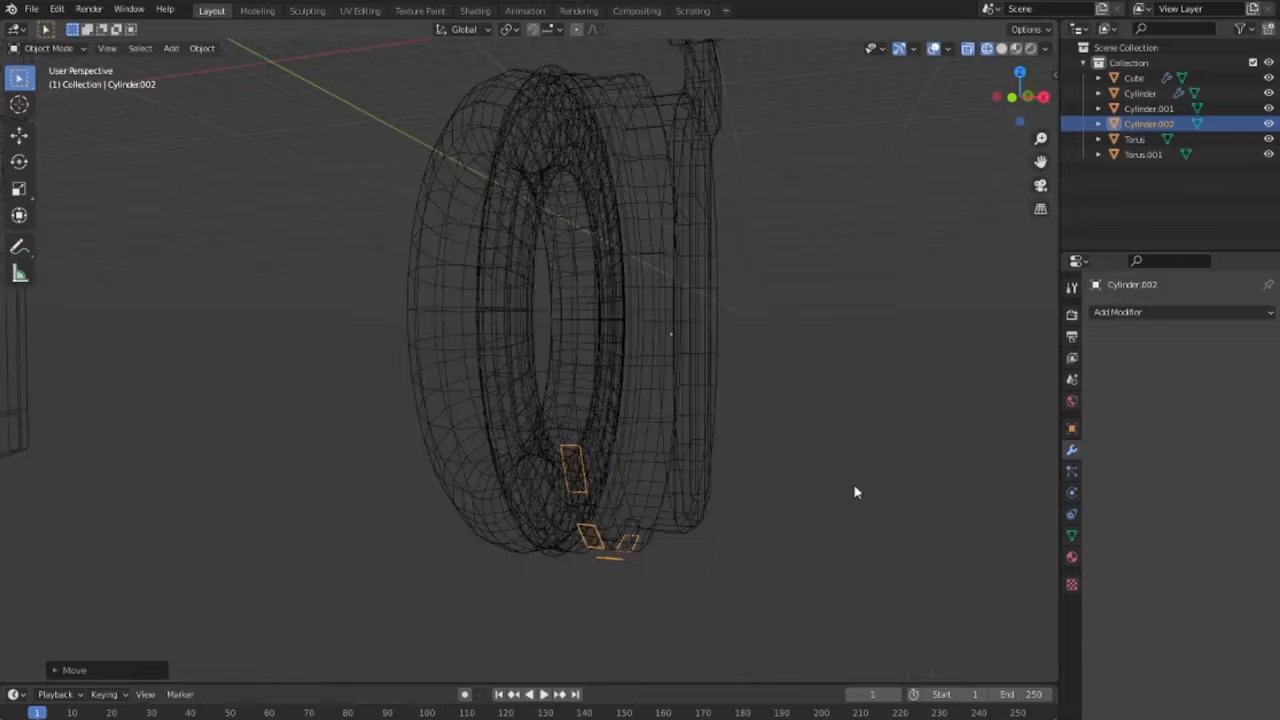 File Edit Render Window Help Layout Modeling Sculpting UV Editing Texture Paint Shading Animation Rendering Compositing Scripting + Scene View Layer
Global Options
Object Mode View Select Add Object
User Perspective
(1) Collection | Cylinder.002
Scene Collection
Collection
Cube
Cylinder
Cylinder.001
Cylinder.002
Torus
Torus.001
Cylinder.002
Add Modifier
Move
Playback Keying View Marker 1 Start 1 End 250
1 10 20 30 40 50 60 70 80 90 100 110 120 130 140 150 160 170 180 190 200 210 220 230 240 250